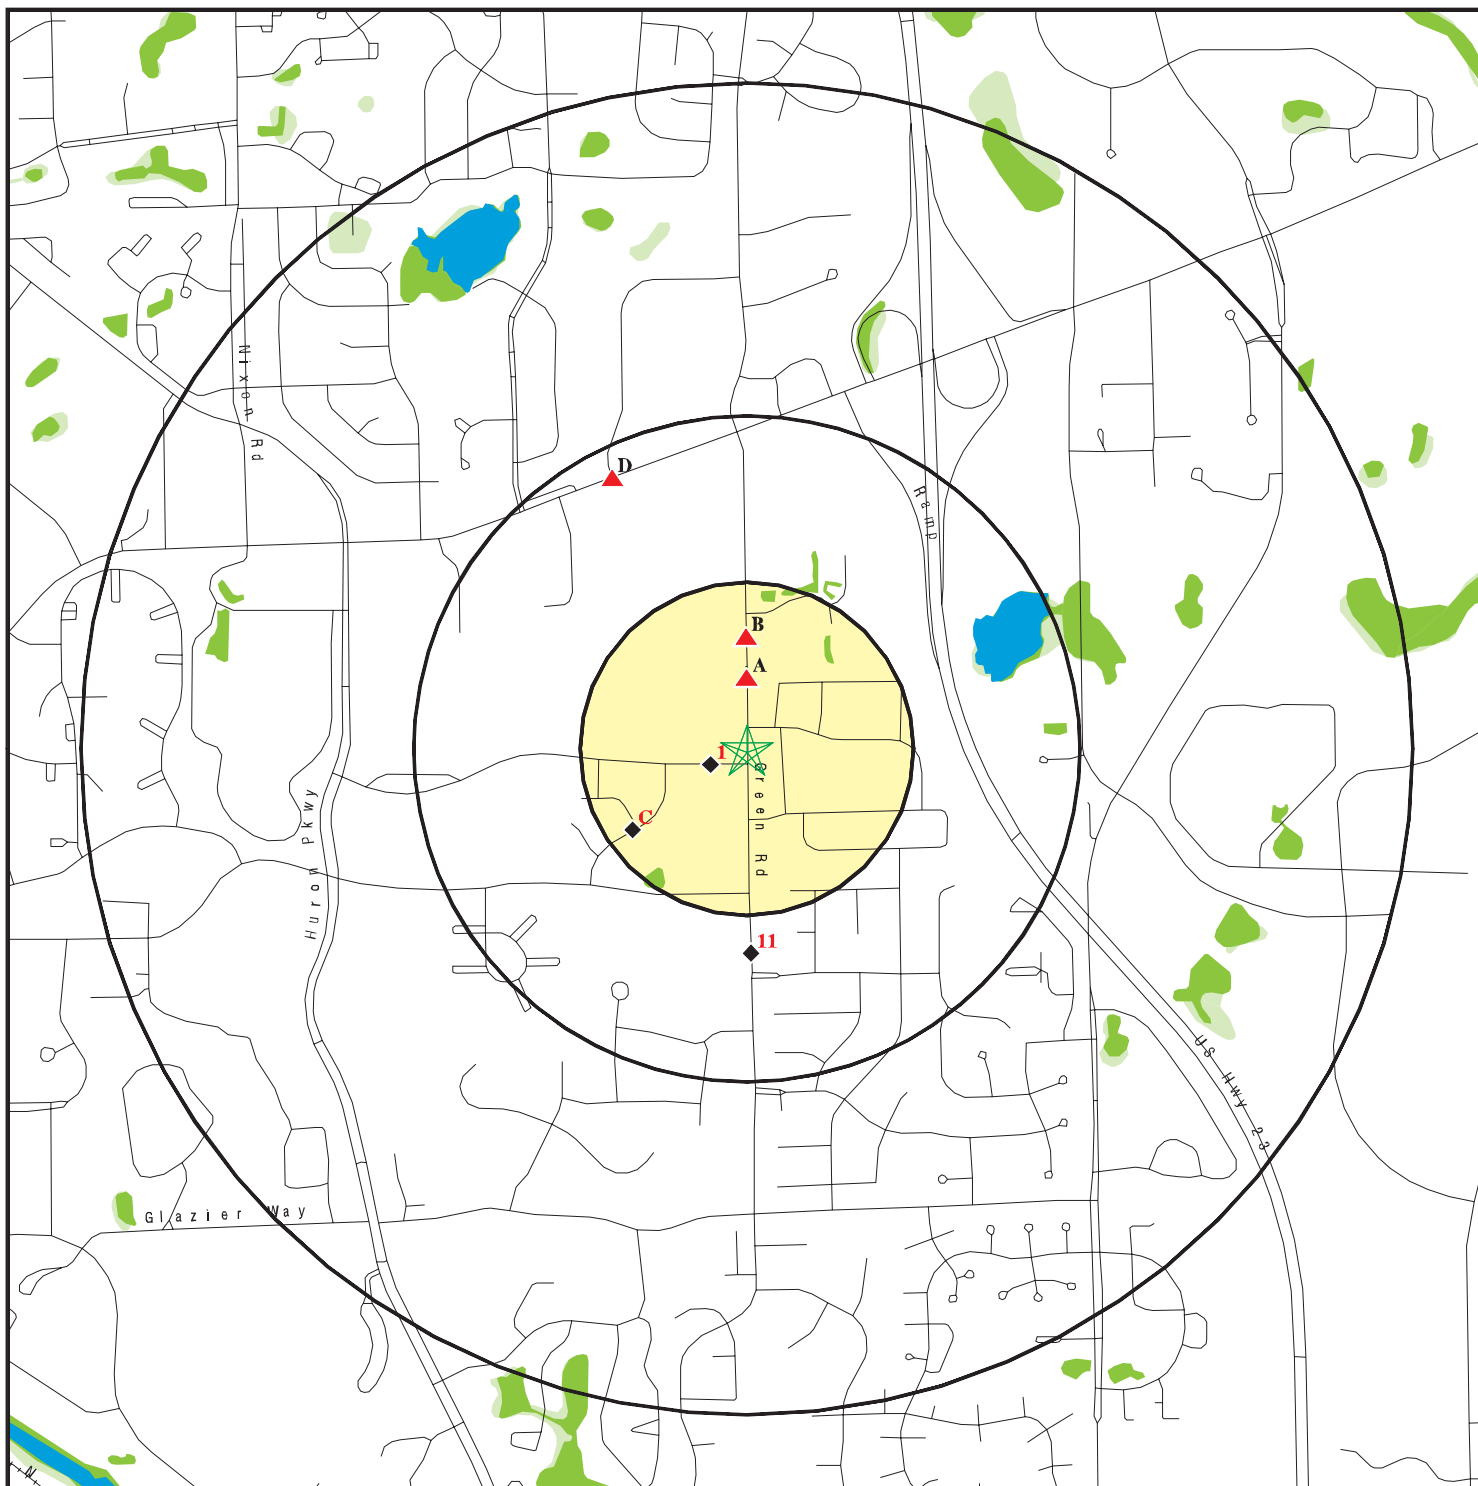 Nixon Rd
D
Ramp
B
A
1
Green Rd
C
Huron Pkwy
11
US Hwy 23
Glazier Way
N